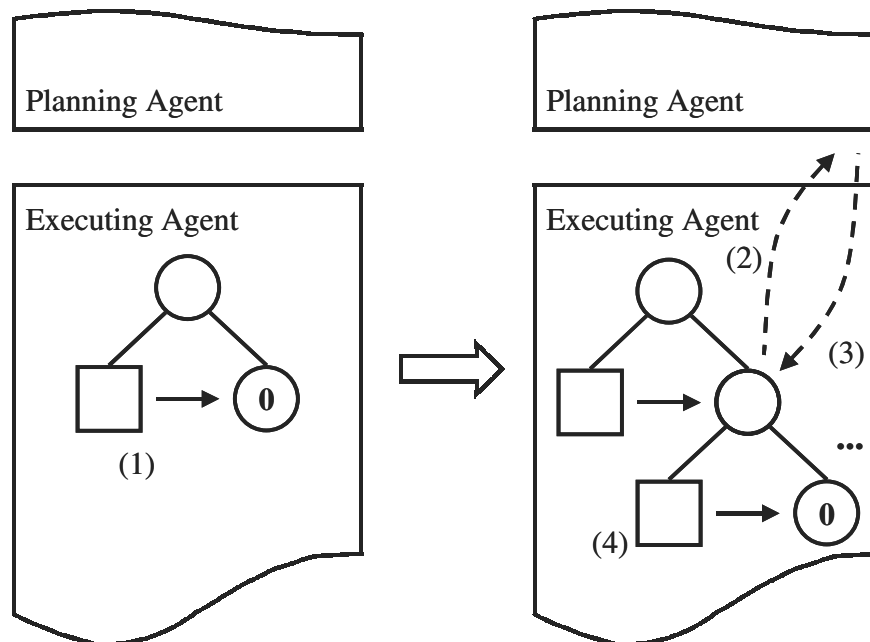 Planning Agent
Executing Agent
0
(1)
Planning Agent
Executing Agent
(2)
(3)
...
0
(4)